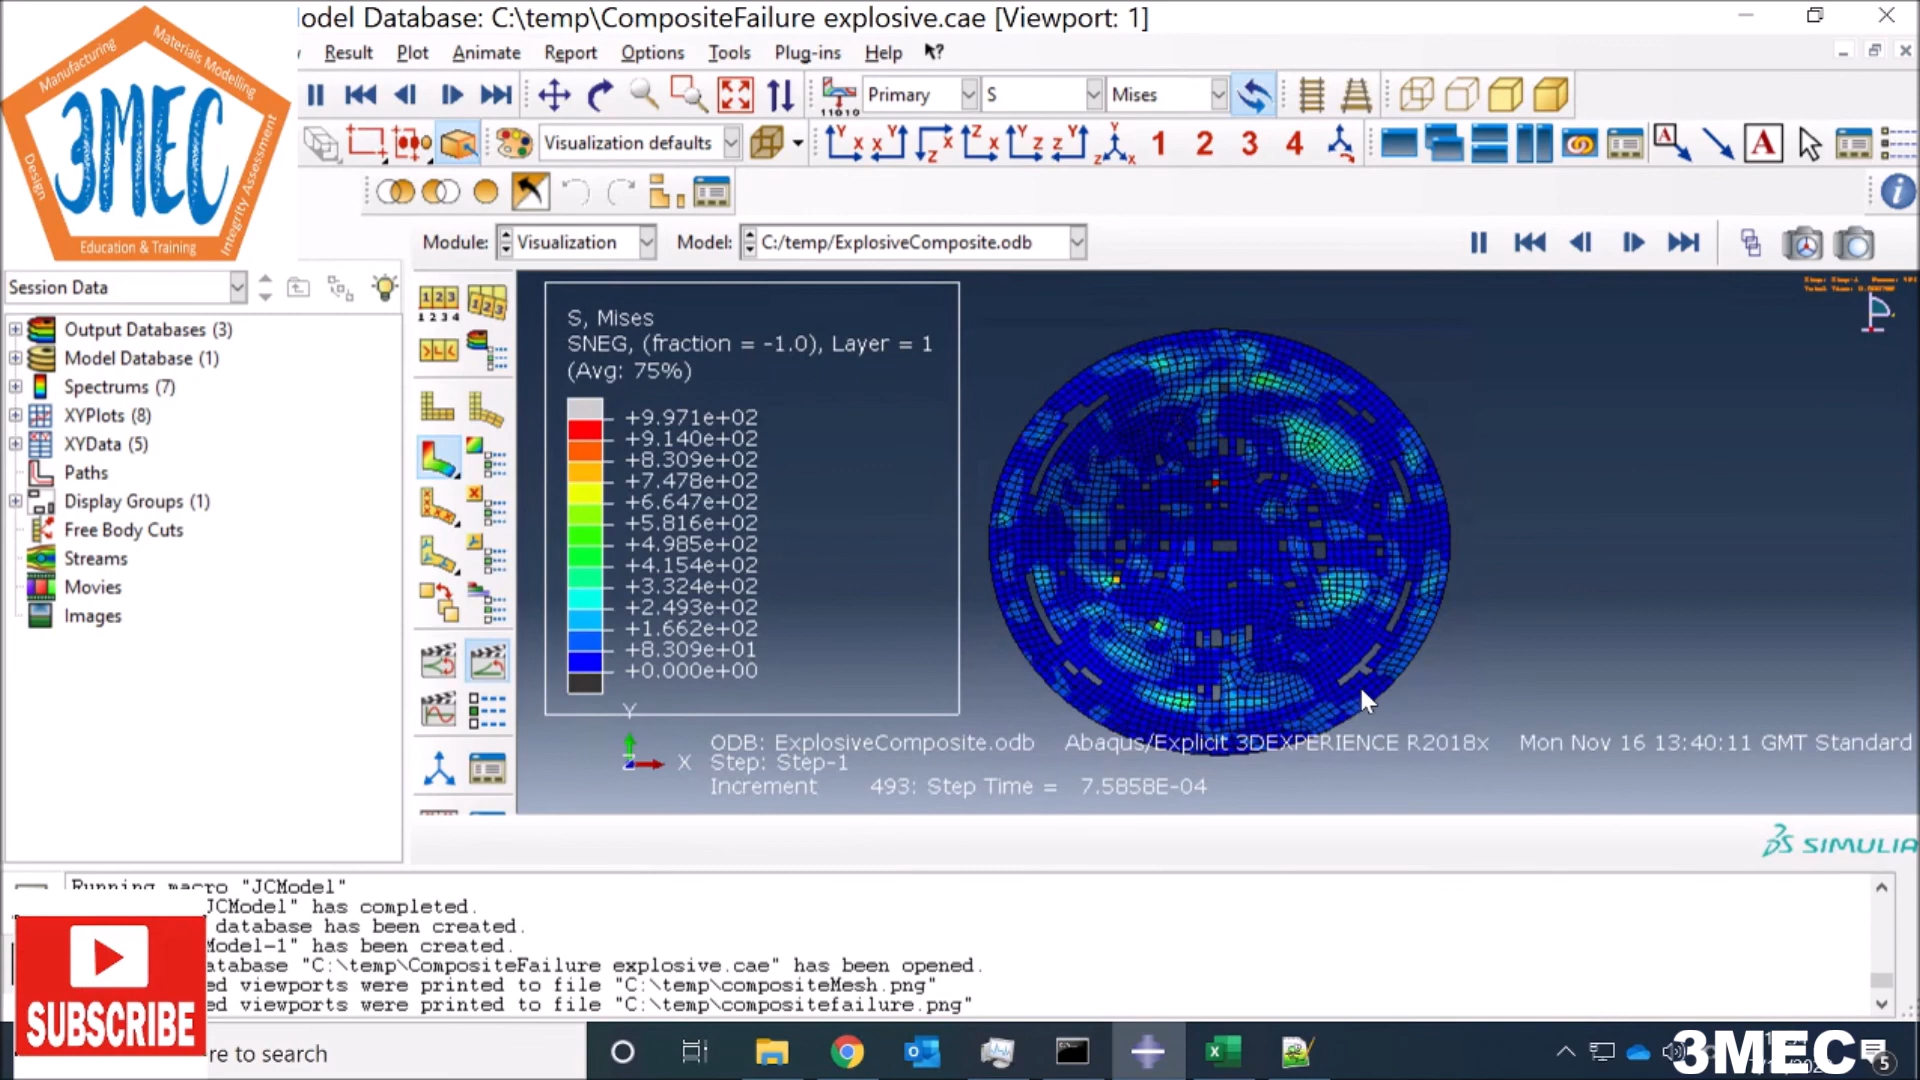 Model Database: C:\temp\CompositeFailure explosive.cae [Viewport: 1]
Manufacturing
Materials Modelling
3MEC
Design
Integrity Assessment
Education & Training
Result Plot Animate Report Options Tools Plug-ins Help
Primary S Mises
Visualization defaults
1 2 3 4
Module: Visualization Model: C:/temp/ExplosiveComposite.odb
Session Data
Output Databases (3)
Model Database (1)
Spectrums (7)
XYPlots (8)
XYData (5)
Paths
Display Groups (1)
Free Body Cuts
Streams
Movies
Images
S, Mises
SNEG, (fraction = -1.0), Layer = 1
(Avg: 75%)
+9.971e+02
+9.140e+02
+8.309e+02
+7.478e+02
+6.647e+02
+5.816e+02
+4.985e+02
+4.154e+02
+3.324e+02
+2.493e+02
+1.662e+02
+8.309e+01
+0.000e+00
Y
X
ODB: ExplosiveComposite.odb Abaqus/Explicit 3DEXPERIENCE R2018x Mon Nov 16 13:40:11 GMT Standard
Step: Step-1
Increment 493: Step Time = 7.5858E-04
SIMULIA
Running macro "JCModel"
JCModel" has completed.
database has been created.
Model-1" has been created.
atabase "C:\temp\CompositeFailure explosive.cae" has been opened.
ed viewports were printed to file "C:\temp\compositeMesh.png"
ed viewports were printed to file "C:\temp\compositefailure.png"
SUBSCRIBE
re to search
3MEC
5